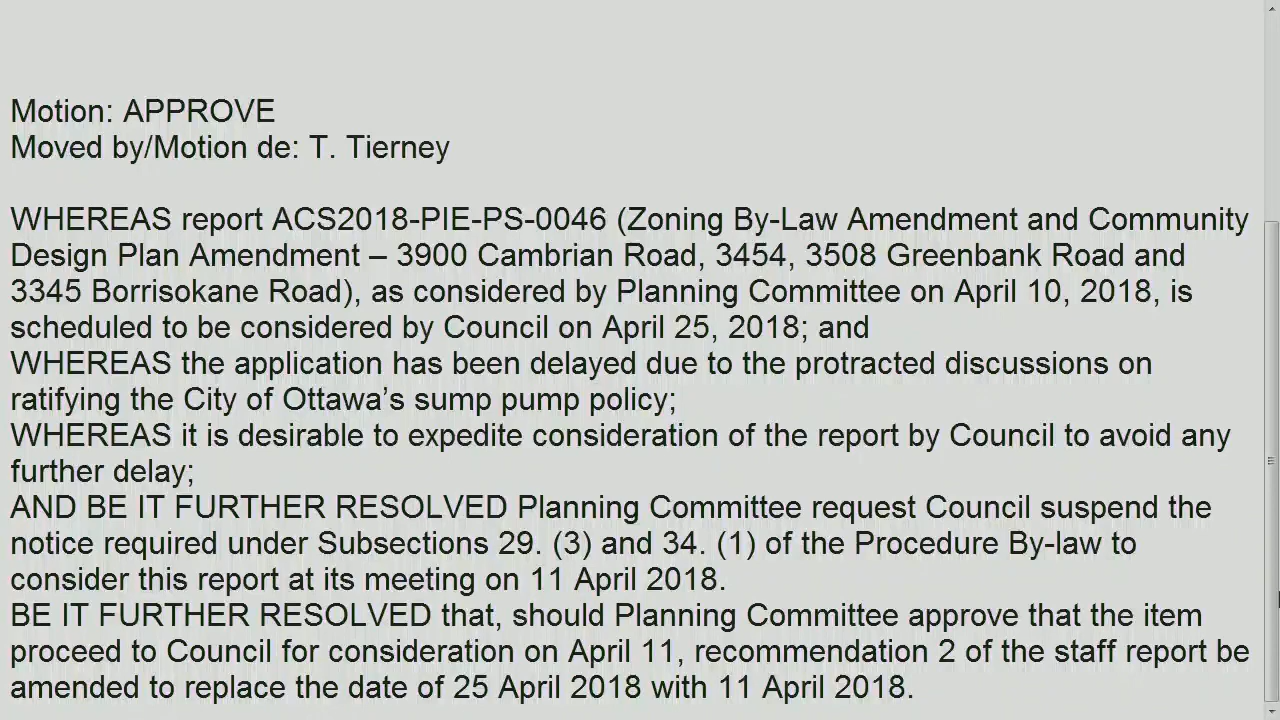 Motion: APPROVE
Moved by/Motion de: T. Tierney
WHEREAS report ACS2018-PIE-PS-0046 (Zoning By-Law Amendment and Community
Design Plan Amendment – 3900 Cambrian Road, 3454, 3508 Greenbank Road and
3345 Borrisokane Road), as considered by Planning Committee on April 10, 2018, is
scheduled to be considered by Council on April 25, 2018; and
WHEREAS the application has been delayed due to the protracted discussions on
ratifying the City of Ottawa’s sump pump policy;
WHEREAS it is desirable to expedite consideration of the report by Council to avoid any
further delay;
AND BE IT FURTHER RESOLVED Planning Committee request Council suspend the
notice required under Subsections 29. (3) and 34. (1) of the Procedure By-law to
consider this report at its meeting on 11 April 2018.
BE IT FURTHER RESOLVED that, should Planning Committee approve that the item
proceed to Council for consideration on April 11, recommendation 2 of the staff report be
amended to replace the date of 25 April 2018 with 11 April 2018.